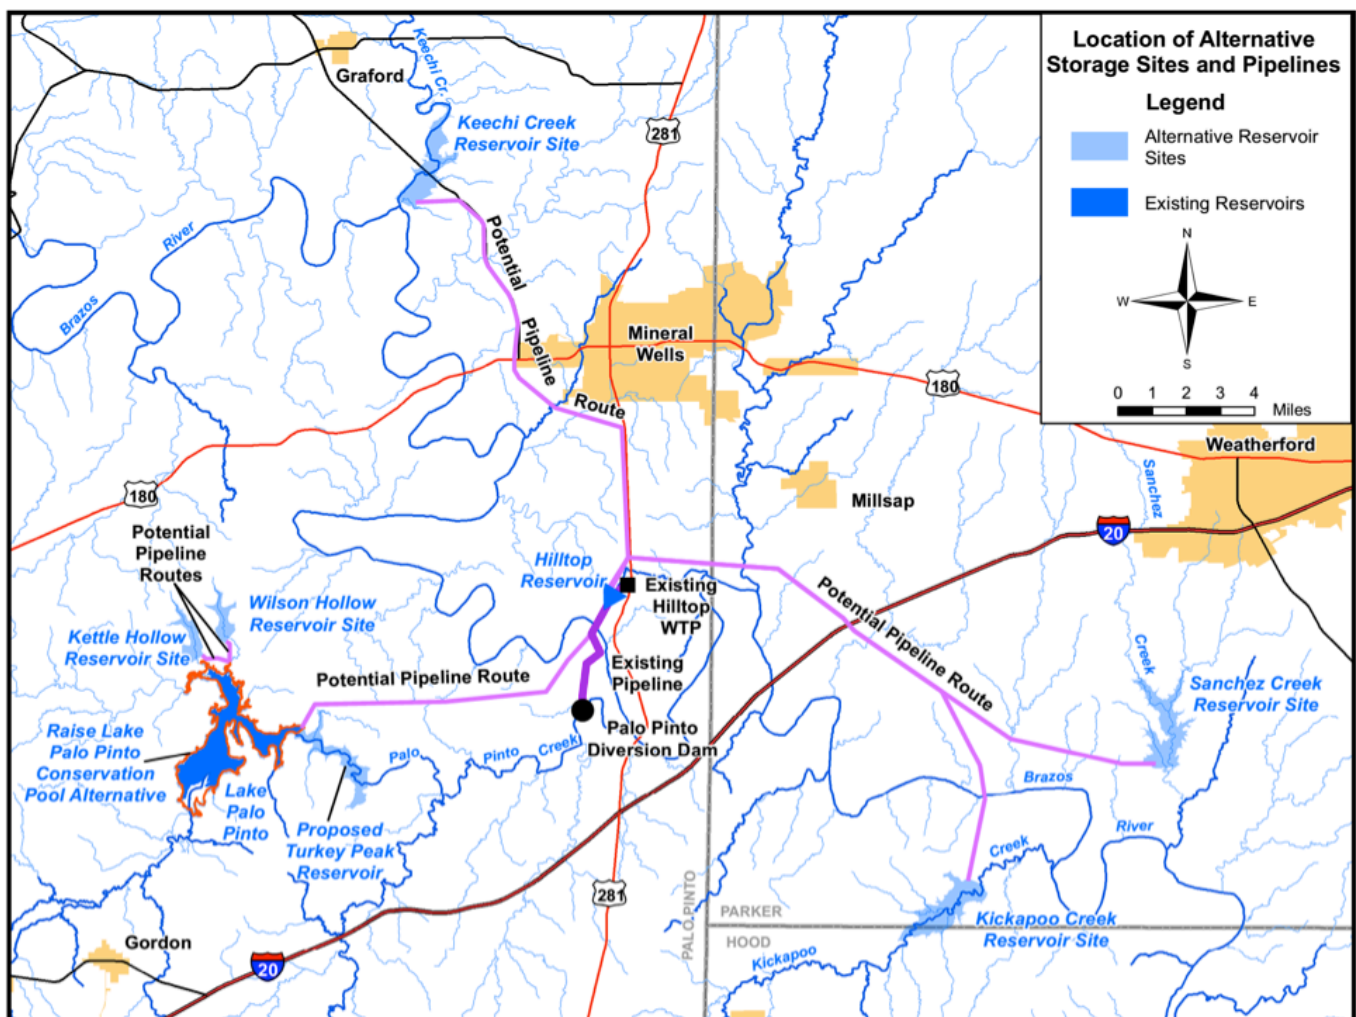 Location of Alternative
Storage Sites and Pipelines
Legend
Alternative Reservoir
Sites
Existing Reservoirs
N
W
E
S
0 1 2 3 4 Miles
Graford
Keechi Cr.
Keechi Creek
Reservoir Site
281
Potential
Pipeline
Route
River
Brazos
Mineral
Wells
180
Weatherford
Sanchez
Creek
Millsap
20
180
Potential
Pipeline
Routes
Hilltop
Reservoir
Existing
Hilltop
WTP
Potential Pipeline Route
Wilson Hollow
Reservoir Site
Kettle Hollow
Reservoir Site
Potential Pipeline Route
Existing
Pipeline
Palo Pinto
Diversion Dam
Sanchez Creek
Reservoir Site
Raise Lake
Palo Pinto
Conservation
Pool Alternative
Lake
Palo
Pinto
Palo
Pinto
Creek
Proposed
Turkey Peak
Reservoir
Brazos
River
Creek
281
PALO PINTO
PARKER
HOOD
Kickapoo Creek
Reservoir Site
Kickapoo
Gordon
20